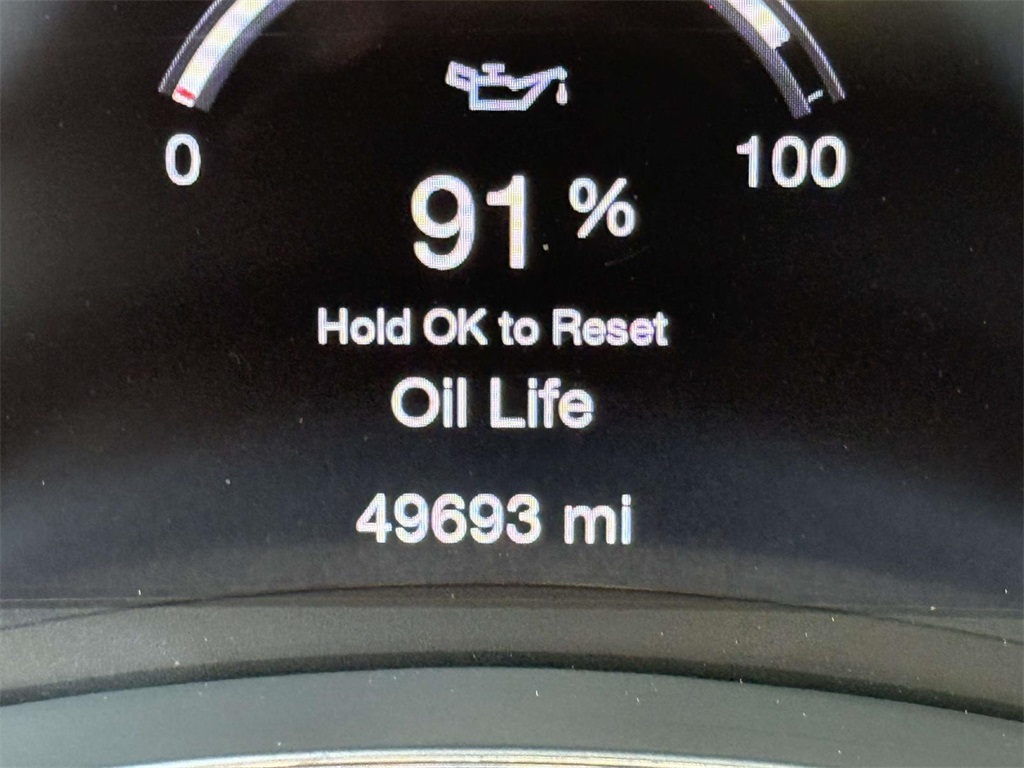 0 100
91 %
Hold OK to Reset
Oil Life
49693 mi